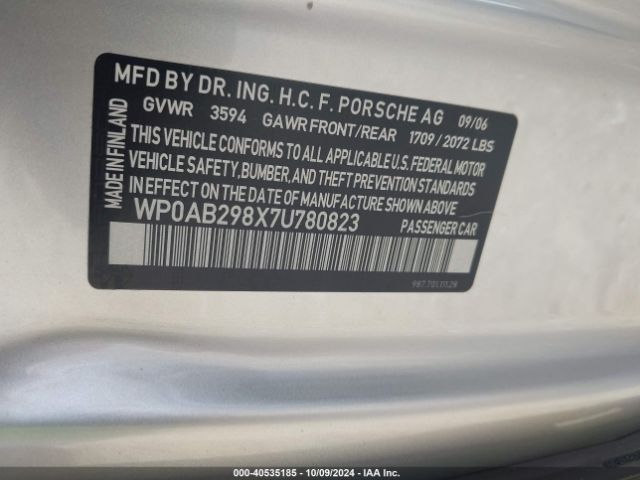 MFD BY DR. ING. H.C. F. PORSCHE AG 09/06
GVWR 3594 GAWR FRONT/REAR 1709 / 2072 LBS
THIS VEHICLE CONFORMS TO ALL APPLICABLE U.S. FEDERAL MOTOR
VEHICLE SAFETY, BUMPER, AND THEFT PREVENTION STANDARDS
IN EFFECT ON THE DATE OF MANUFACTURE SHOWN ABOVE.
WP0AB298X7U780823 PASSENGER CAR
MADE IN FINLAND
000-40535185 - 10/09/2024 - IAA Inc.